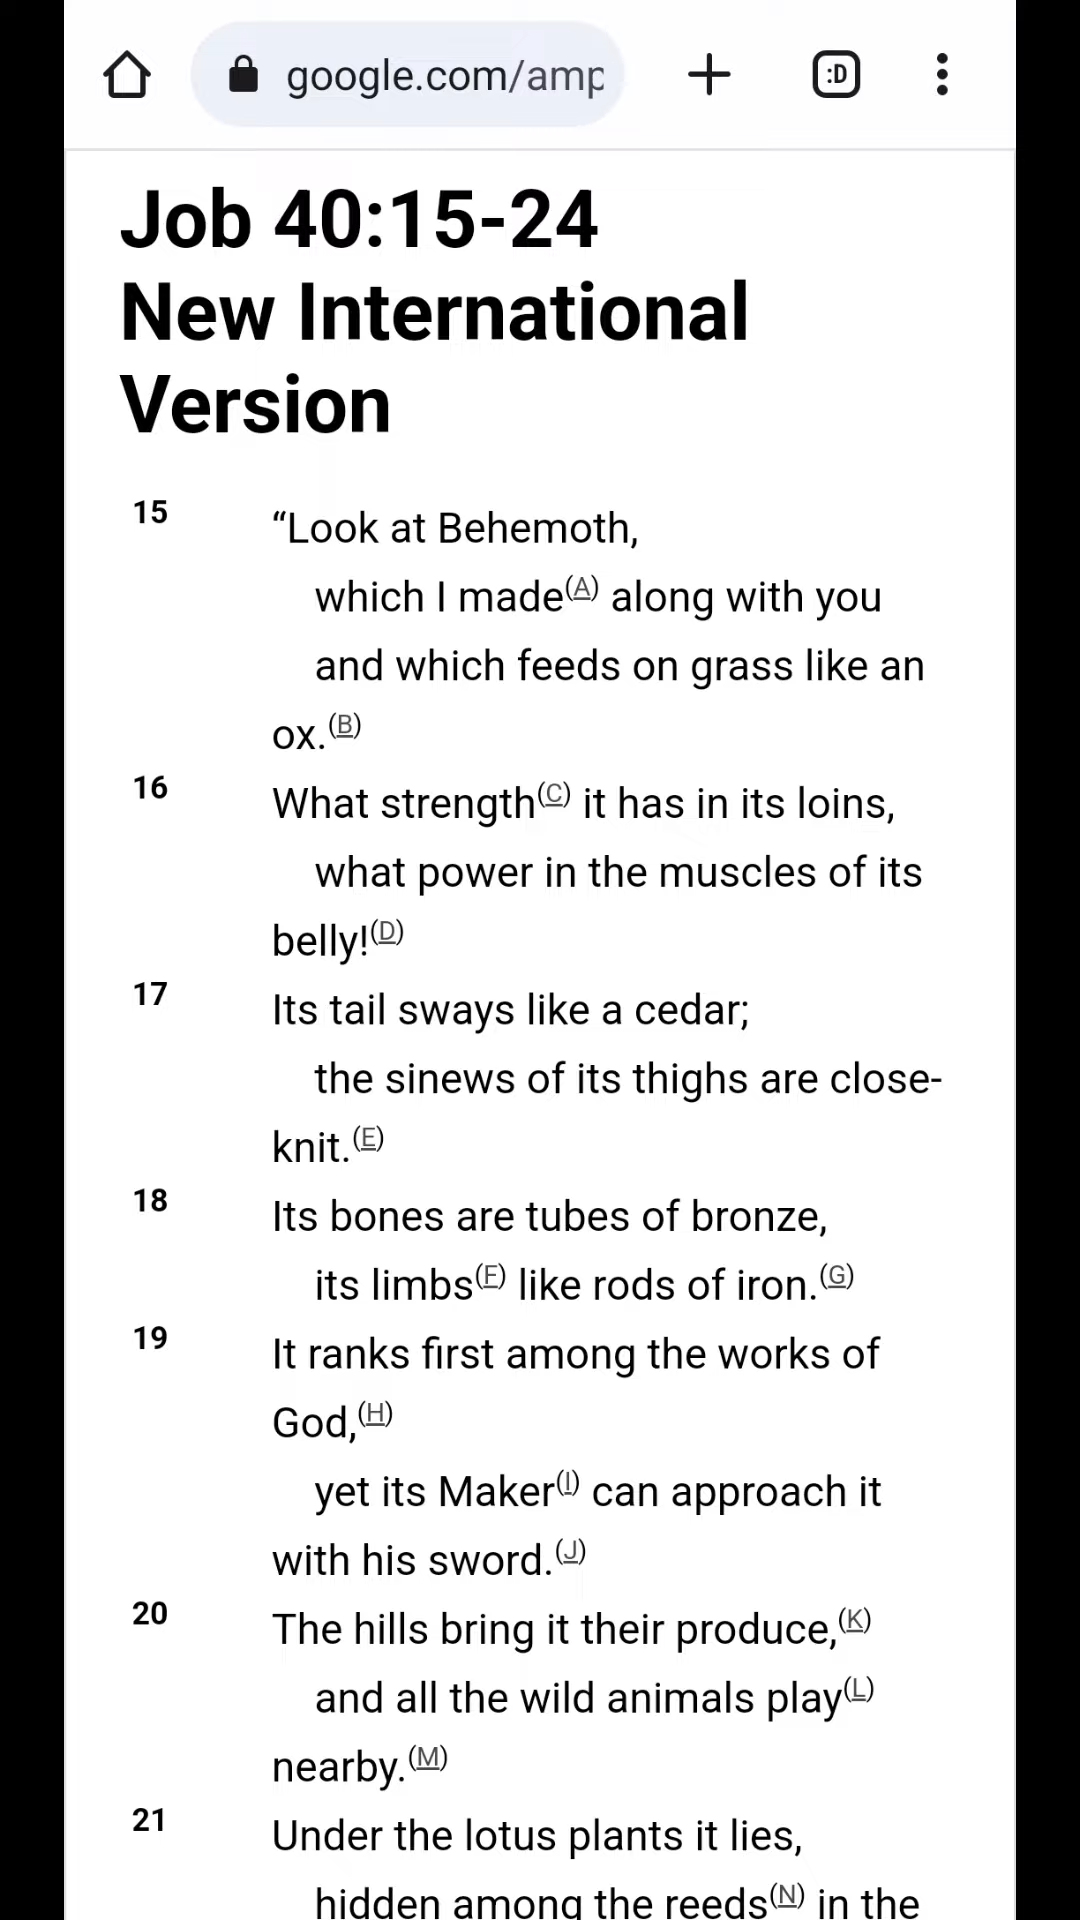 google.com/amp
:D
Job 40:15-24
New International
Version
15 “Look at Behemoth,
which I made(A) along with you
and which feeds on grass like an
ox.(B)
16 What strength(C) it has in its loins,
what power in the muscles of its
belly!(D)
17 Its tail sways like a cedar;
the sinews of its thighs are close-
knit.(E)
18 Its bones are tubes of bronze,
its limbs(F) like rods of iron.(G)
19 It ranks first among the works of
God,(H)
yet its Maker(I) can approach it
with his sword.(J)
20 The hills bring it their produce,(K)
and all the wild animals play(L)
nearby.(M)
21 Under the lotus plants it lies,
hidden among the reeds(N) in the